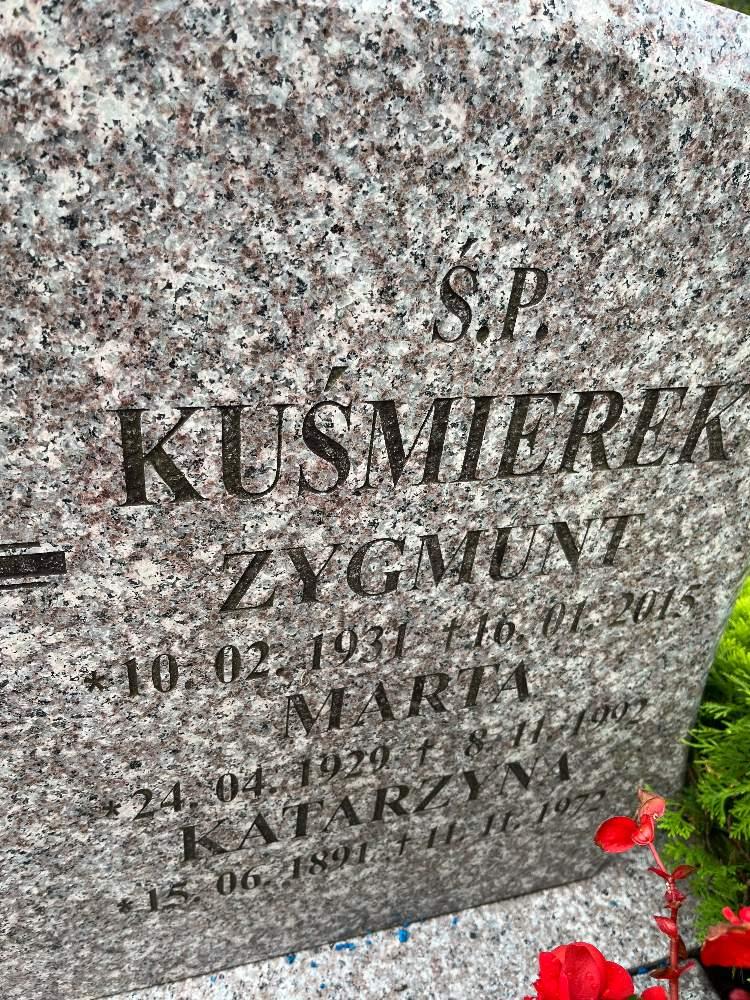 Ś.P.
KUŚMIEREK
ZYGMUNT
*10. 02. 1931 †16. 01. 2015
MARTA
*24. 04. 1929 † 8. 11. 1992
KATARZYNA
*15. 06. 1891 †11. 11. 1972